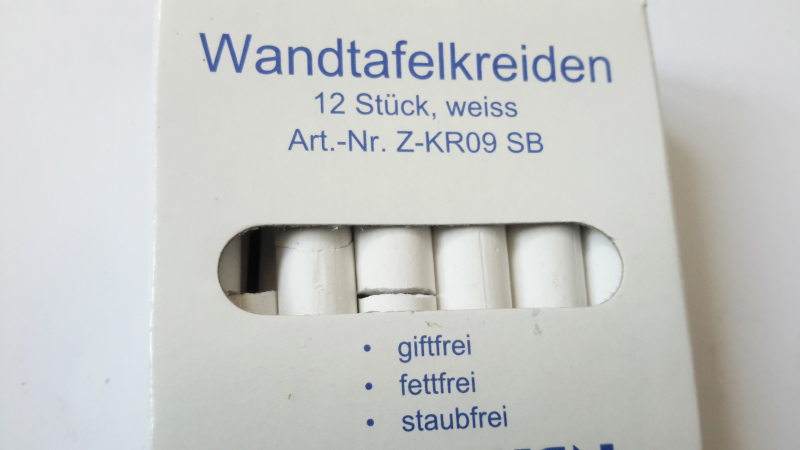 Wandtafelkreiden
12 Stück, weiss
Art.-Nr. Z-KR09 SB
• giftfrei
• fettfrei
• staubfrei